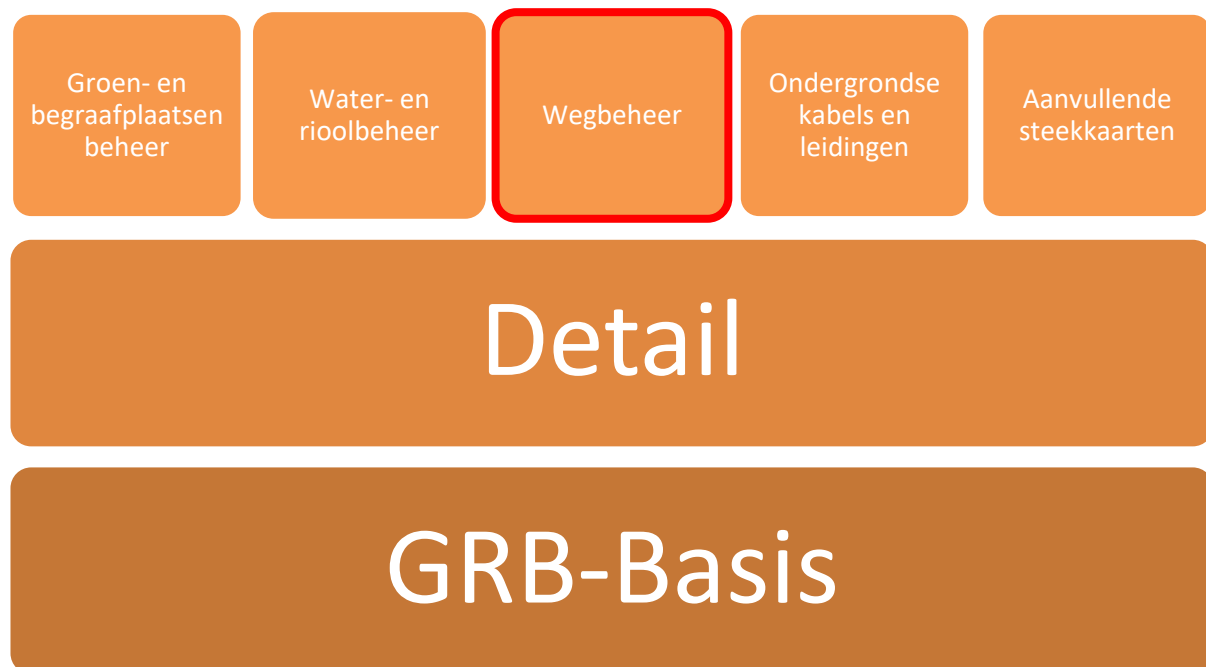 Groen- en
begraafplaatsen
beheer
Water- en
rioolbeheer
Wegbeheer
Ondergrondse
kabels en
leidingen
Aanvullende
steekkaarten
Detail
GRB-Basis